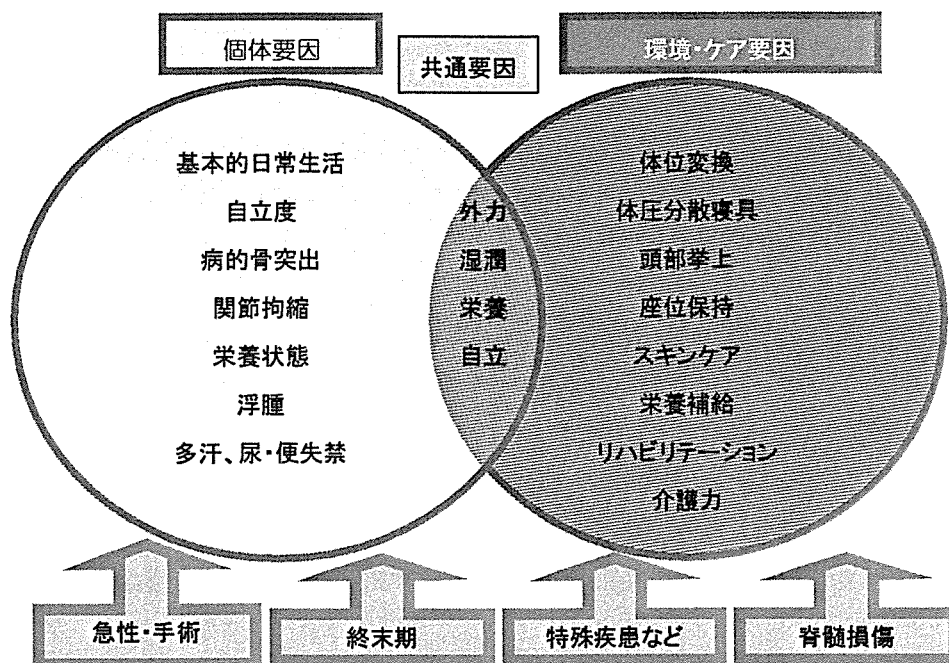 個体要因
共通要因
環境・ケア要因
基本的日常生活
自立度
病的骨突出
関節拘縮
栄養状態
浮腫
多汗、尿・便失禁
外力
湿潤
栄養
自立
体位変換
体圧分散寝具
頭部挙上
座位保持
スキンケア
栄養補給
リハビリテーション
介護力
急性・手術
終末期
特殊疾患など
脊髄損傷